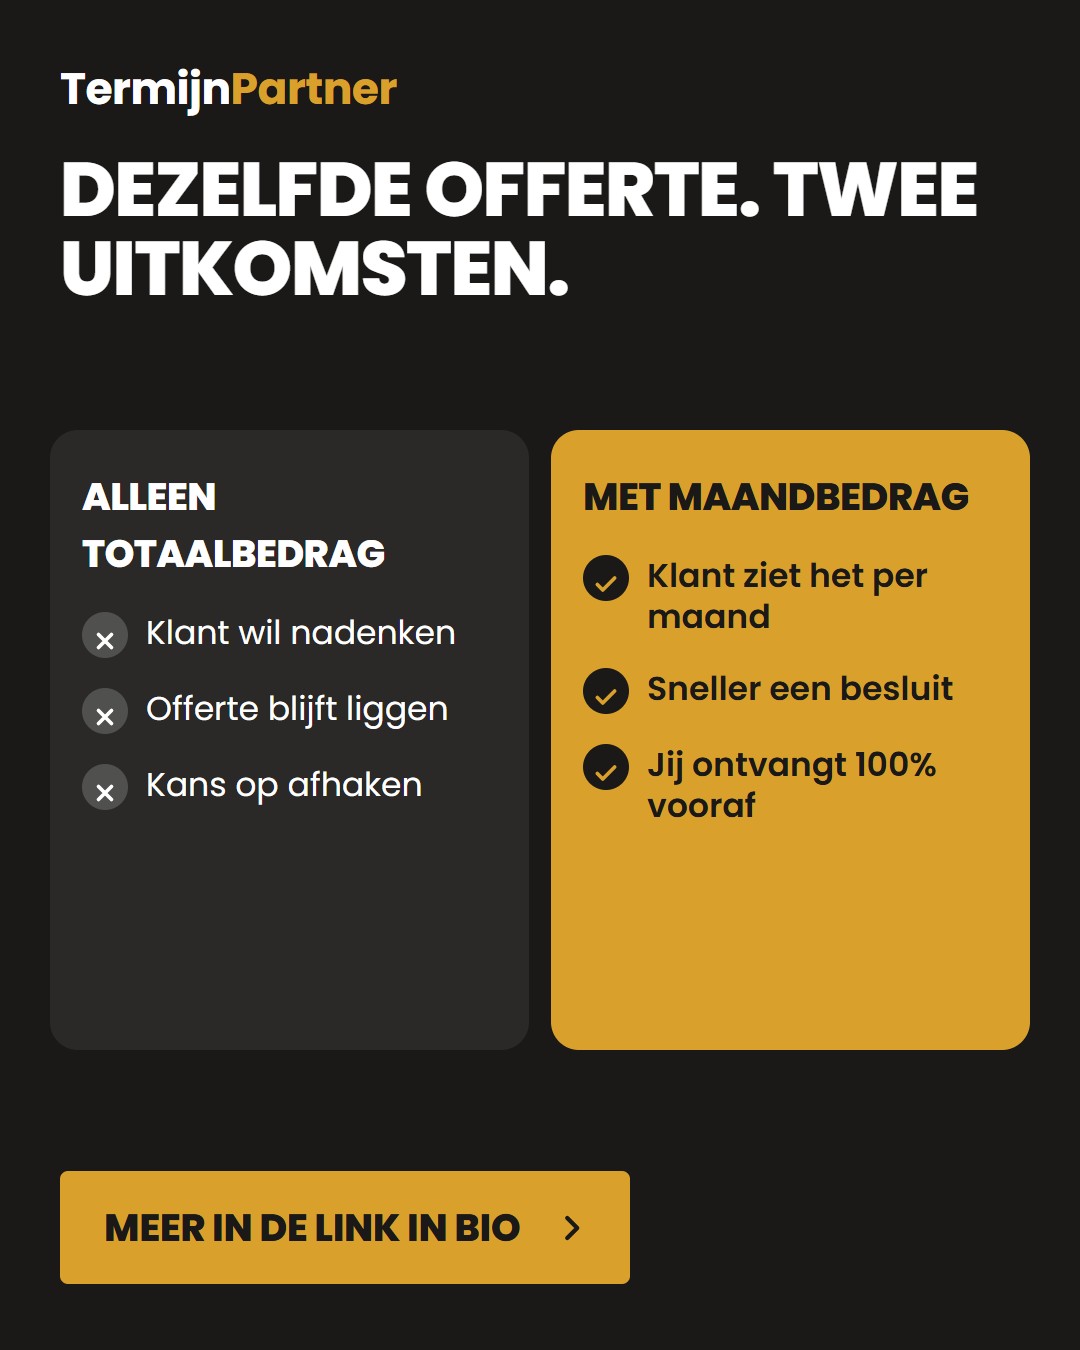 TermijnPartner
DEZELFDE OFFERTE. TWEE
UITKOMSTEN.
ALLEEN
TOTAALBEDRAG
Klant wil nadenken
Offerte blijft liggen
Kans op afhaken
MET MAANDBEDRAG
Klant ziet het per
maand
Sneller een besluit
Jij ontvangt 100%
vooraf
MEER IN DE LINK IN BIO